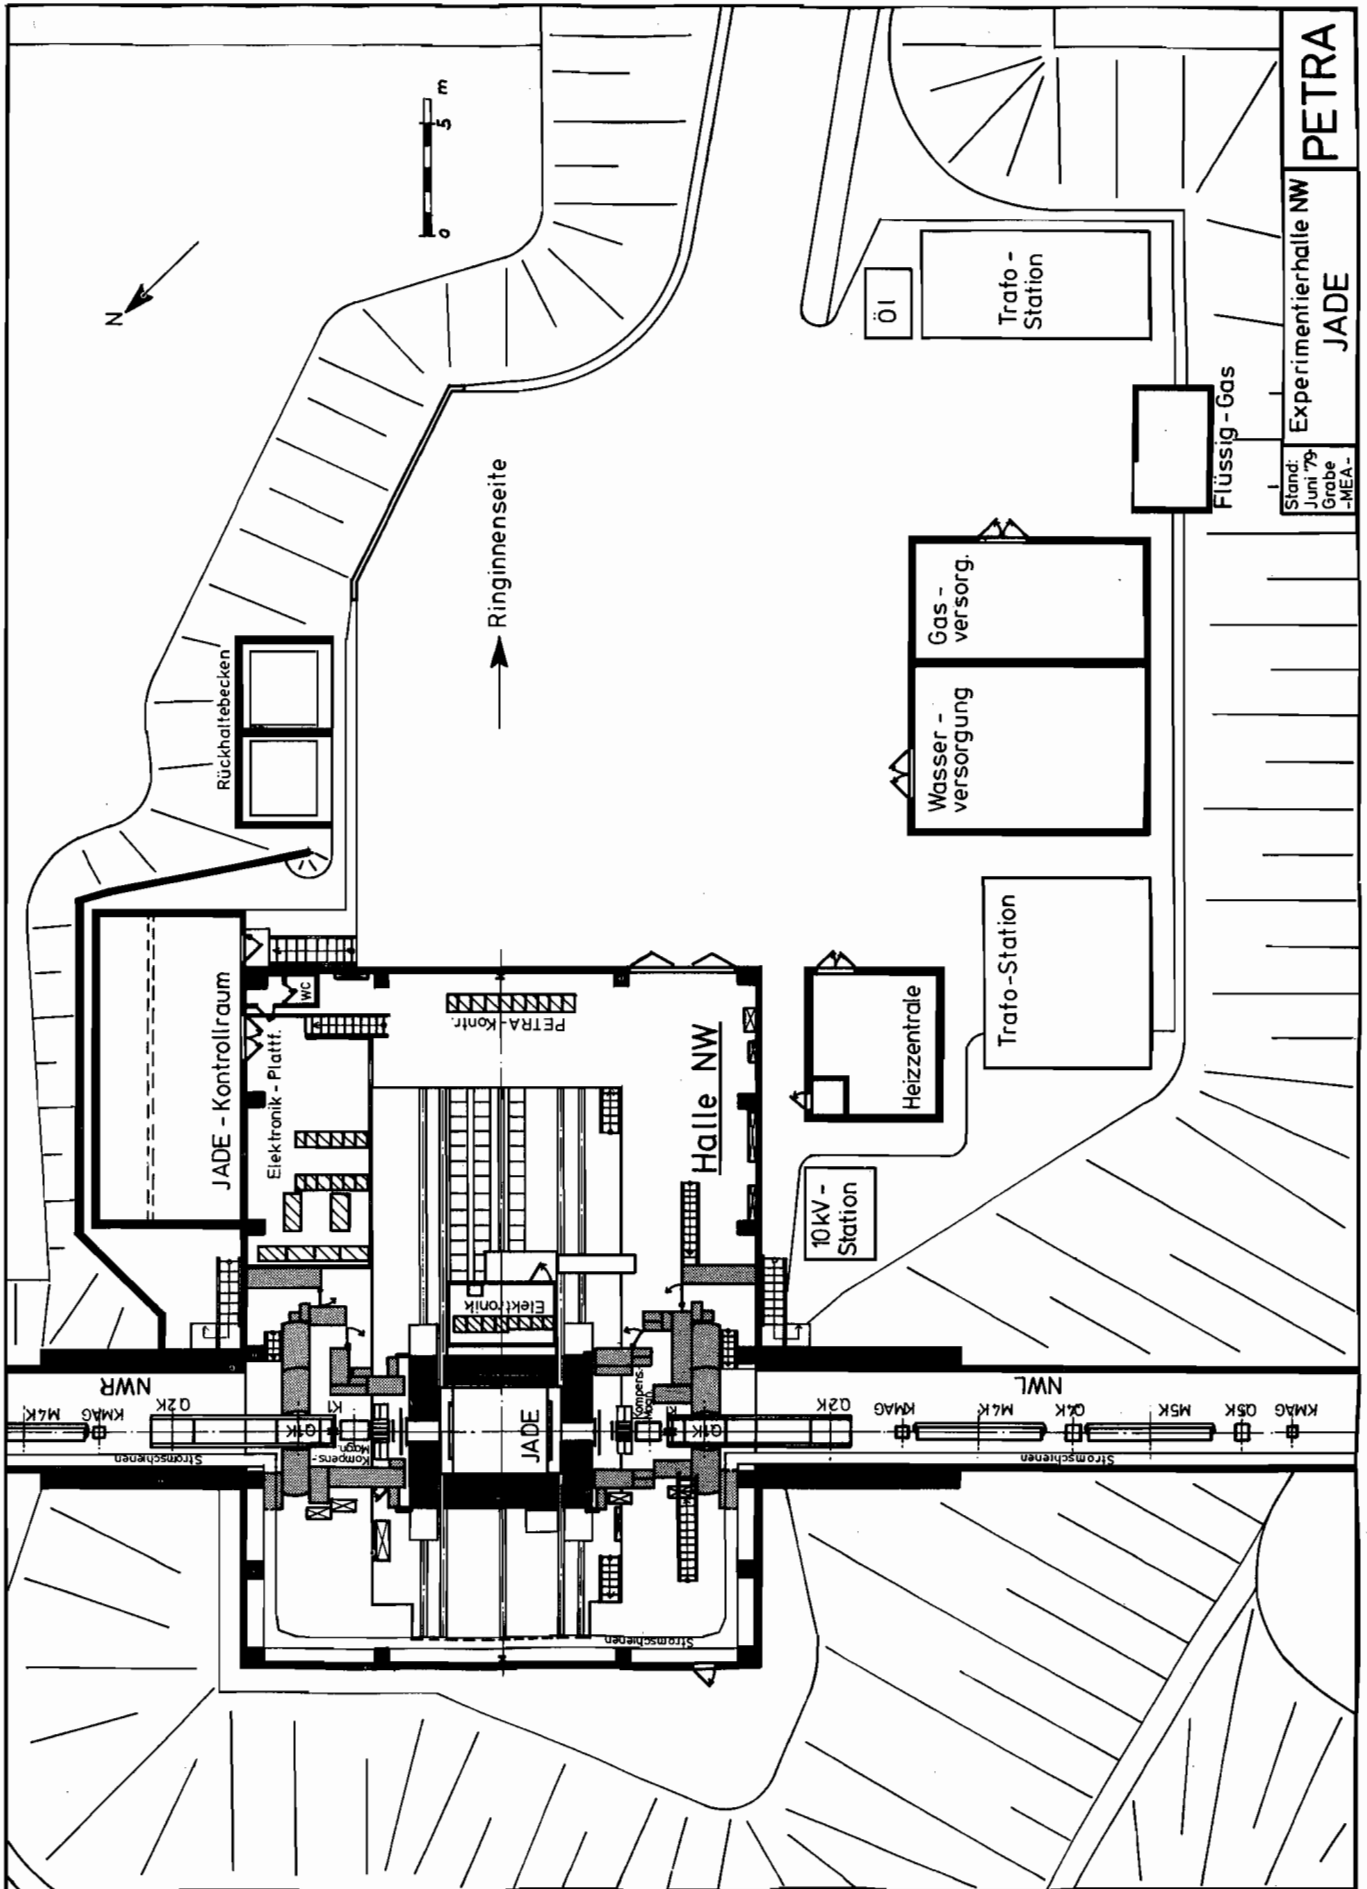 PETRA
Experimentierhalle NW
JADE
Stand:
Juni '79
Grabe
-MEA-
N
0
5
m
Öl
Trafo-
Station
Flüssig-Gas
Ringinnenseite
Gas-
versorg.
Wasser-
versorgung
Rückhaltebecken
Trafo-Station
Heizzentrale
10kV-
Station
JADE-Kontrollraum
WC
Elektronik-Plattf.
PETRA-Kontr.
Halle NW
Elektronik
JADE
NWR
M4K
KMAG
Q2K
Q1K
K1
Kompens-
Magn.
Stromschienen
NWL
Kompens-
Magn.
K1
Q1K
Q2K
KMAG
M4K
Q4K
M5K
Q5K
KMAG
Stromschienen
Stromschienen